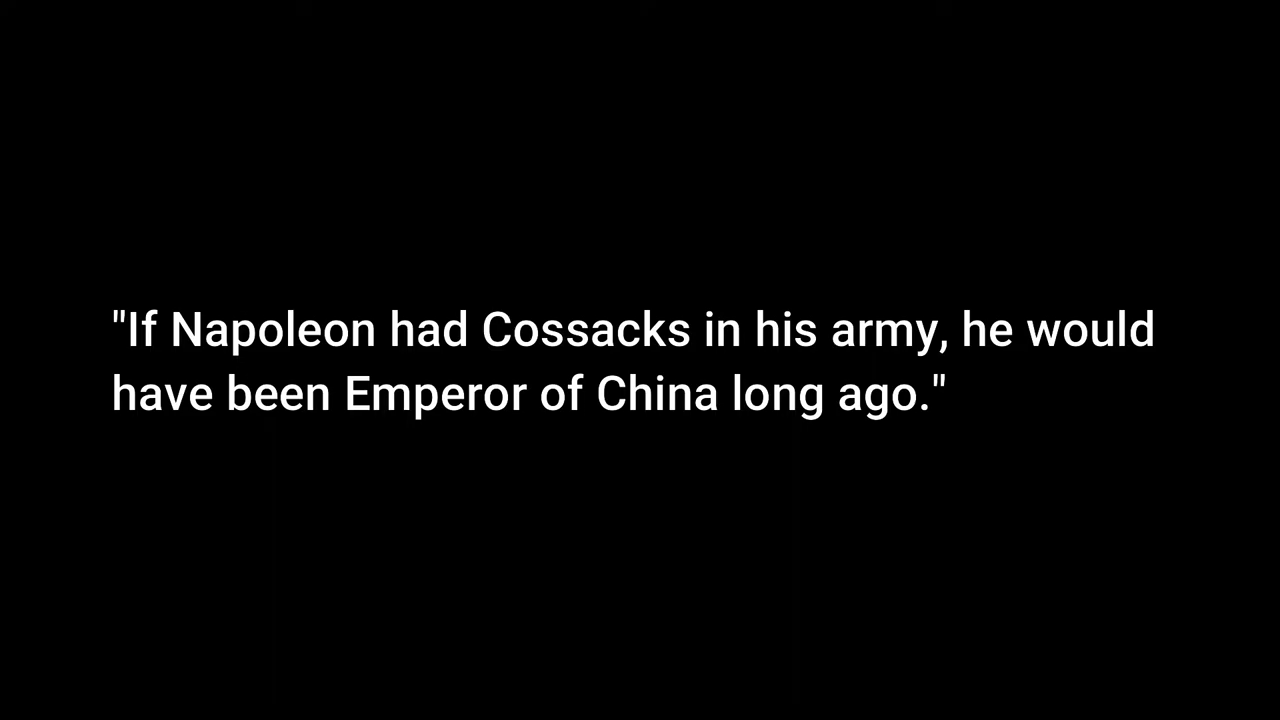 "If Napoleon had Cossacks in his army, he would
have been Emperor of China long ago."